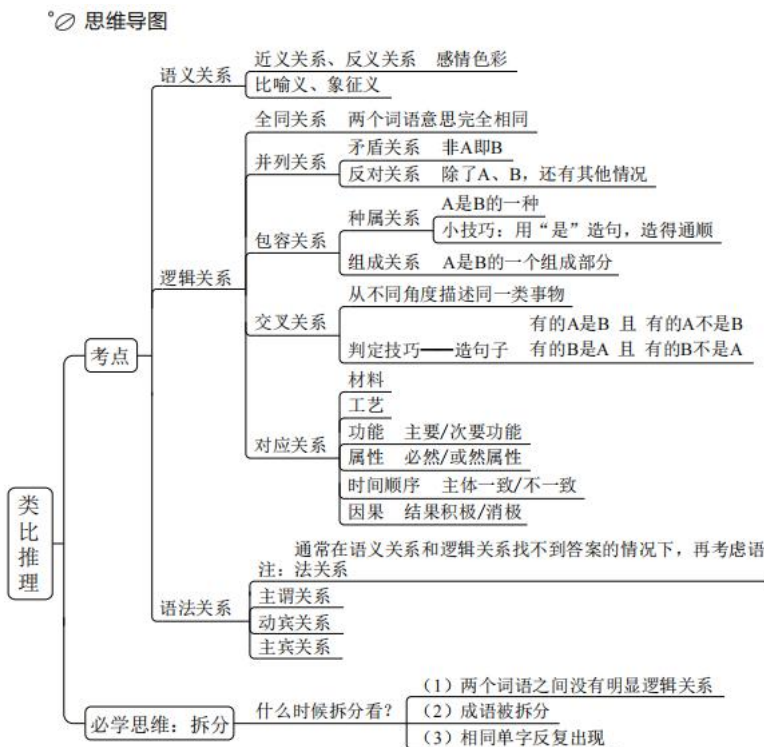 思维导图
近义关系、反义关系 感情色彩
语义关系
比喻义、象征义
全同关系 两个词语意思完全相同
矛盾关系 非A即B
并列关系
反对关系 除了A、B，还有其他情况
A是B的一种
种属关系
小技巧：用“是”造句，造得通顺
包容关系
组成关系 A是B的一个组成部分
逻辑关系
从不同角度描述同一类事物
交叉关系
有的A是B 且 有的A不是B
判定技巧——造句子 有的B是A 且 有的B不是A
考点
材料
工艺
功能 主要/次要功能
对应关系
属性 必然/或然属性
时间顺序 主体一致/不一致
因果 结果积极/消极
类比推理
通常在语义关系和逻辑关系找不到答案的情况下，再考虑语
注：法关系
主谓关系
语法关系
动宾关系
主宾关系
（1）两个词语之间没有明显逻辑关系
必学思维：拆分 什么时候拆分看？ （2）成语被拆分
（3）相同单字反复出现